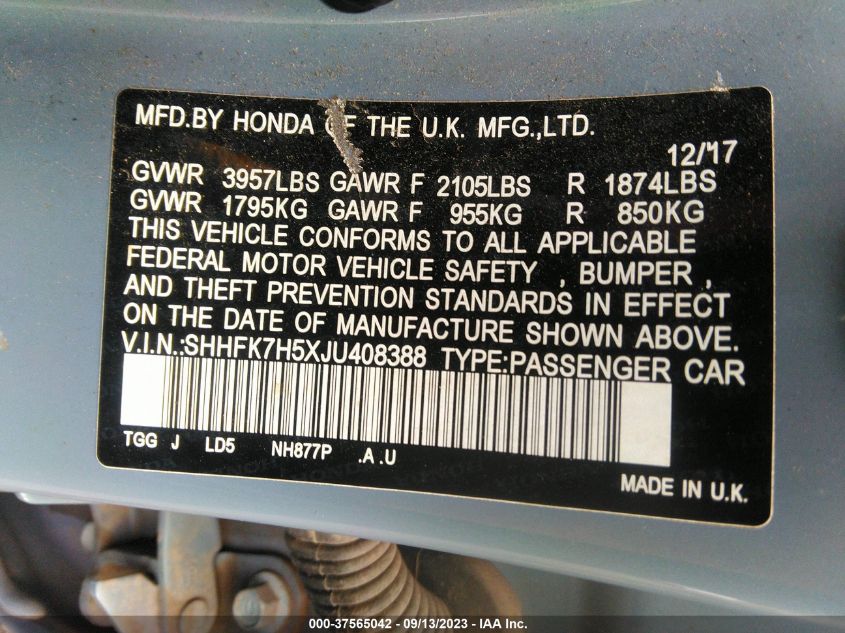 MFD.BY HONDA OF THE U.K. MFG.,LTD.
12/17
GVWR 3957LBS GAWR F 2105LBS R 1874LBS
GVWR 1795KG GAWR F 955KG R 850KG
THIS VEHICLE CONFORMS TO ALL APPLICABLE
FEDERAL MOTOR VEHICLE SAFETY , BUMPER ,
AND THEFT PREVENTION STANDARDS IN EFFECT
ON THE DATE OF MANUFACTURE SHOWN ABOVE.
V.I.N.:SHHFK7H5XJU408388 TYPE:PASSENGER CAR
TGG J LD5 NH877P .A .U
MADE IN U.K.
000-37565042 - 09/13/2023 - IAA Inc.